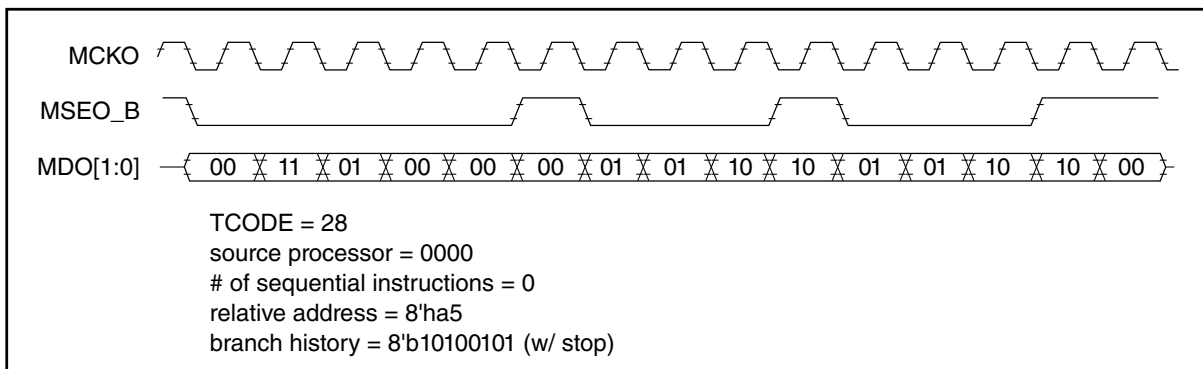 MCKO
MSEO_B
MDO[1:0] 00 11 01 00 00 00 01 01 10 10 01 01 10 10 00
TCODE = 28
source processor = 0000
# of sequential instructions = 0
relative address = 8'ha5
branch history = 8'b10100101 (w/ stop)